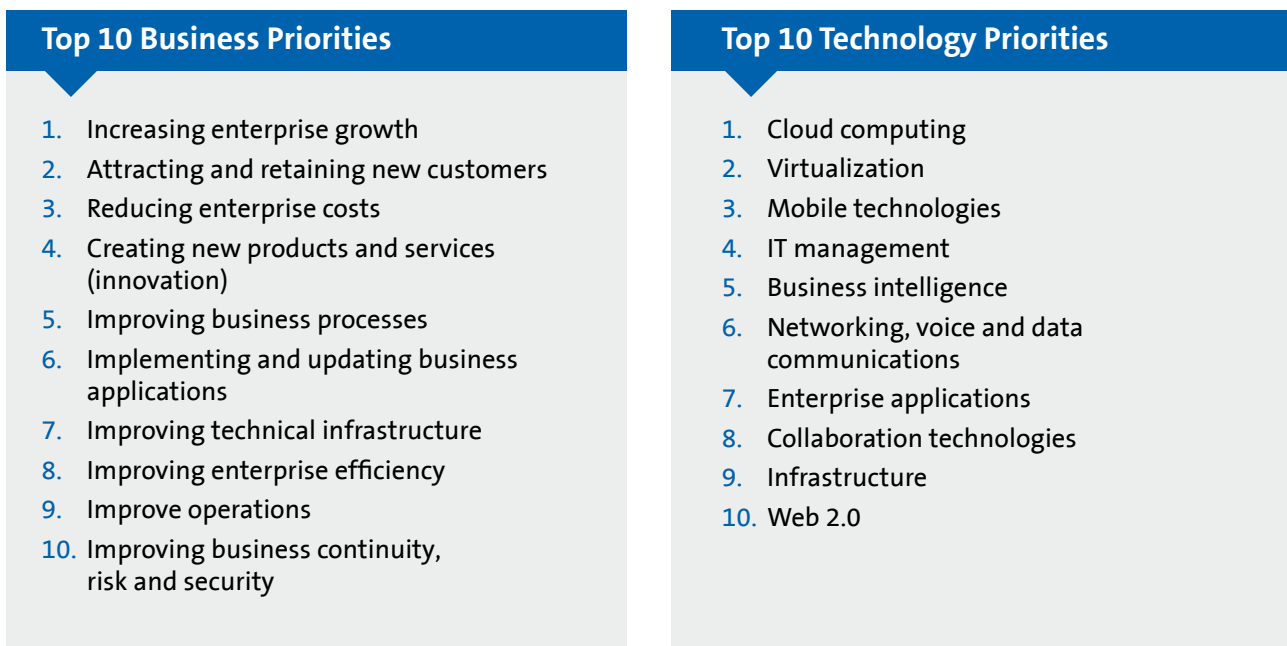 Top 10 Business Priorities
1. Increasing enterprise growth
2. Attracting and retaining new customers
3. Reducing enterprise costs
4. Creating new products and services
(innovation)
5. Improving business processes
6. Implementing and updating business
applications
7. Improving technical infrastructure
8. Improving enterprise efficiency
9. Improve operations
10. Improving business continuity,
risk and security
Top 10 Technology Priorities
1. Cloud computing
2. Virtualization
3. Mobile technologies
4. IT management
5. Business intelligence
6. Networking, voice and data
communications
7. Enterprise applications
8. Collaboration technologies
9. Infrastructure
10. Web 2.0